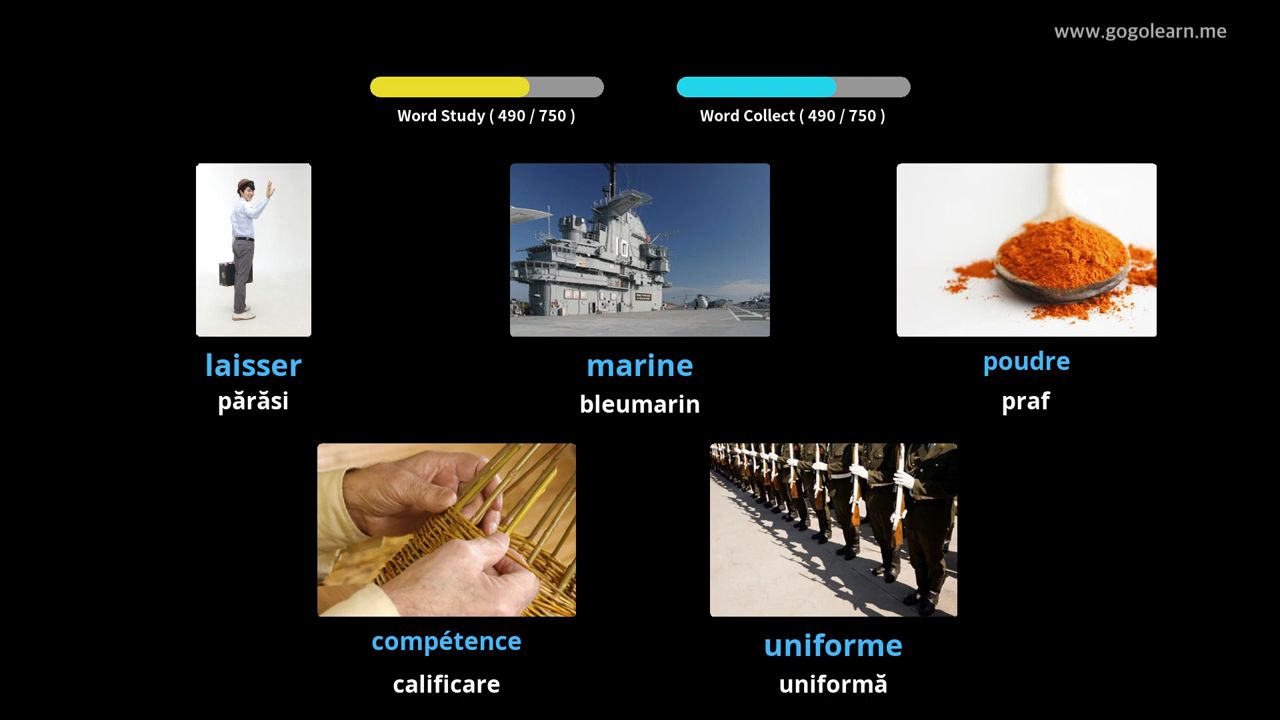 www.gogolearn.me
Word Study ( 490 / 750 )
Word Collect ( 490 / 750 )
laisser
părăsi
marine
bleumarin
poudre
praf
compétence
calificare
uniforme
uniformă
10